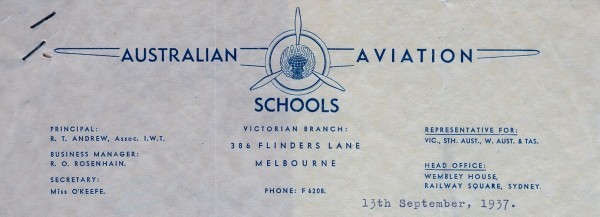 AUSTRALIAN AVIATION
SCHOOLS
PRINCIPAL:
R. T. ANDREW, Assoc. I.W.T.
BUSINESS MANAGER:
R. O. ROSENHAIN.
SECRETARY:
Miss O'KEEFE.
VICTORIAN BRANCH:
386 FLINDERS LANE
MELBOURNE
PHONE: F 6208.
REPRESENTATIVE FOR:
VIC., STH. AUST., W. AUST. & TAS.
HEAD OFFICE:
WEMBLEY HOUSE,
RAILWAY SQUARE, SYDNEY.
13th September, 1937.